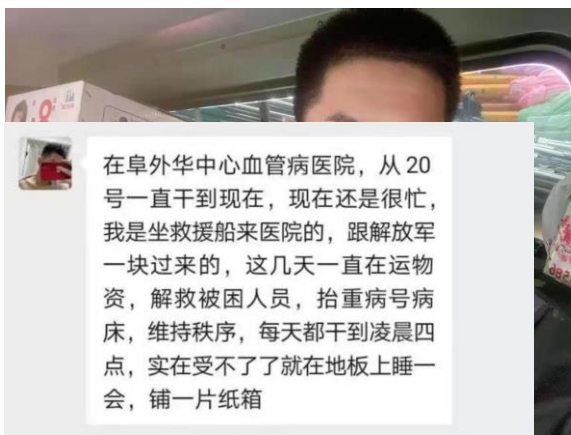 在阜外华中心血管病医院，从20
号一直干到现在，现在还是很忙，
我是坐救援船来医院的，跟解放军
一块过来的，这几天一直在运物
资，解救被困人员，抬重病号病
床，维持秩序，每天都干到凌晨四
点，实在受不了了就在地板上睡一
会，铺一片纸箱